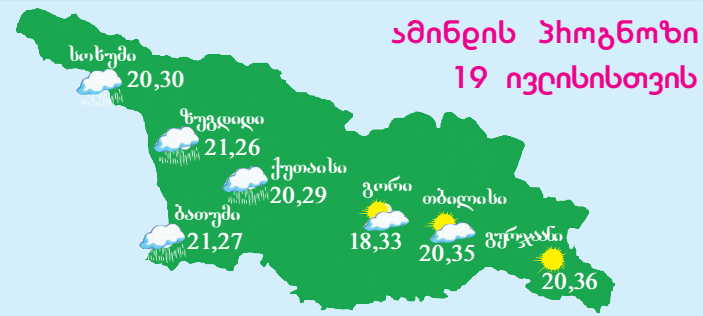 ამინდის პროგნოზი
19 ივლისისთვის
სოხუმი
20,30
ზუგდიდი
21,26
ქუთაისი
20,29
ბათუმი
21,27
გორი
18,33
თბილისი
20,35
გურჯაანი
20,36